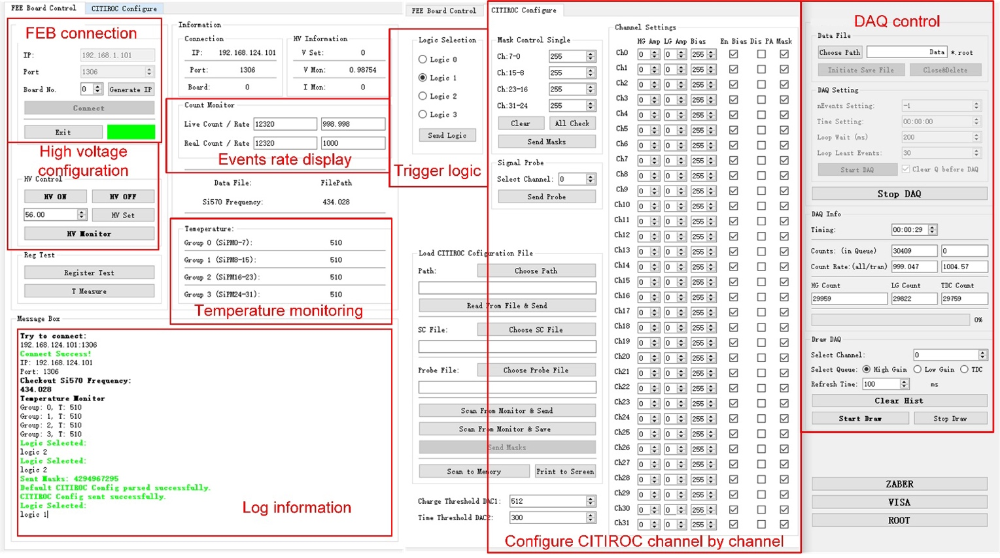 FEE Board Control
CITIROC Configure
FEB connection
IP:
192.168.1.101
Port
1306
Board No.
0
Generate IP
Connect
Exit
High voltage
configuration
HV Control
HV ON
HV OFF
56.00
HV Set
HV Monitor
Reg Test
Register Test
T Measure
Information
Connection
IP: 192.168.124.101
Port: 1306
Board: 0
HV Information
V Set: 0
V Mon: 0.98754
I Mon: 0
Count Monitor
Live Count / Rate 12320 998.998
Real Count / Rate 12320 1000
Events rate display
Data File: FilePath
Si570 Frequency: 434.028
Temeperature:
Group 0 (SiPM0-7): 510
Group 1 (SiPM8-15): 510
Group 2 (SiPM16-23): 510
Group 3 (SiPM24-31): 510
Temperature monitoring
Message Box
Try to connect:
192.168.124.101:1306
Connect Success!
IP: 192.168.124.101
Port: 1306
Checkout Si570 Frequency:
434.028
Temperature Monitor
Group: 0, T: 510
Group: 1, T: 510
Group: 2, T: 510
Group: 3, T: 510
Logic Selected:
logic 2
Logic Selected:
logic 2
Sent Masks: 4294967295
Default CITIROC Config parsed successfully.
CITIROC Config sent successfully.
Logic Selected:
logic 1
Log information
FEE Board Control
CITIROC Configure
Logic Selection
Logic 0
Logic 1
Logic 2
Logic 3
Send Logic
Trigger logic
Mask Control Single
Ch:7-0 255
Ch:15-8 255
Ch:23-16 255
Ch:31-24 255
Clear
All Check
Send Masks
Signal Probe
Select Channel: 0
Send Probe
Load CITIROC Cofiguration File
Path:
Choose Path
Read From File & Send
SC File:
Choose SC File
Probe File:
Choose Probe File
Scan From Monitor & Send
Scan From Monitor & Save
Send Masks
Scan to Memory
Print to Screen
Charge Threshold DAC1: 512
Time Threshold DAC2: 300
Channel Settings
HG Amp LG Amp Bias En Bias Dis PA Mask
Ch0 0 0 255
Ch1 0 0 255
Ch2 0 0 255
Ch3 0 0 255
Ch4 0 0 255
Ch5 0 0 255
Ch6 0 0 255
Ch7 0 0 255
Ch8 0 0 255
Ch9 0 0 255
Ch10 0 0 255
Ch11 0 0 255
Ch12 0 0 255
Ch13 0 0 255
Ch14 0 0 255
Ch15 0 0 255
Ch16 0 0 255
Ch17 0 0 255
Ch18 0 0 255
Ch19 0 0 255
Ch20 0 0 255
Ch21 0 0 255
Ch22 0 0 255
Ch23 0 0 255
Ch24 0 0 255
Ch25 0 0 255
Ch26 0 0 255
Ch27 0 0 255
Ch28 0 0 255
Ch29 0 0 255
Ch30 0 0 255
Ch31 0 0 255
Configure CITIROC channel by channel
DAQ control
Data File
Choose Path
Data *.root
Initiate Save File
Close&Delete
DAQ Setting
nEvents Setting: -1
Time Setting: 00:00:00
Loop Wait (ms) 200
Loop Least Events: 30
Start DAQ
Clear Q before DAQ
Stop DAQ
DAQ Info
Timing: 00:00:29
Counts: (in Queue) 30409 0
Count Rate:(all/tran) 999.047 1004.57
HG Count LG Count TDC Count
29959 29822 29759
0%
Draw DAQ
Select Channel: 0
Select Queue: High Gain Low Gain TDC
Refresh Time: 100 ms
Clear Hist
Start Draw
Stop Draw
ZABER
VISA
ROOT